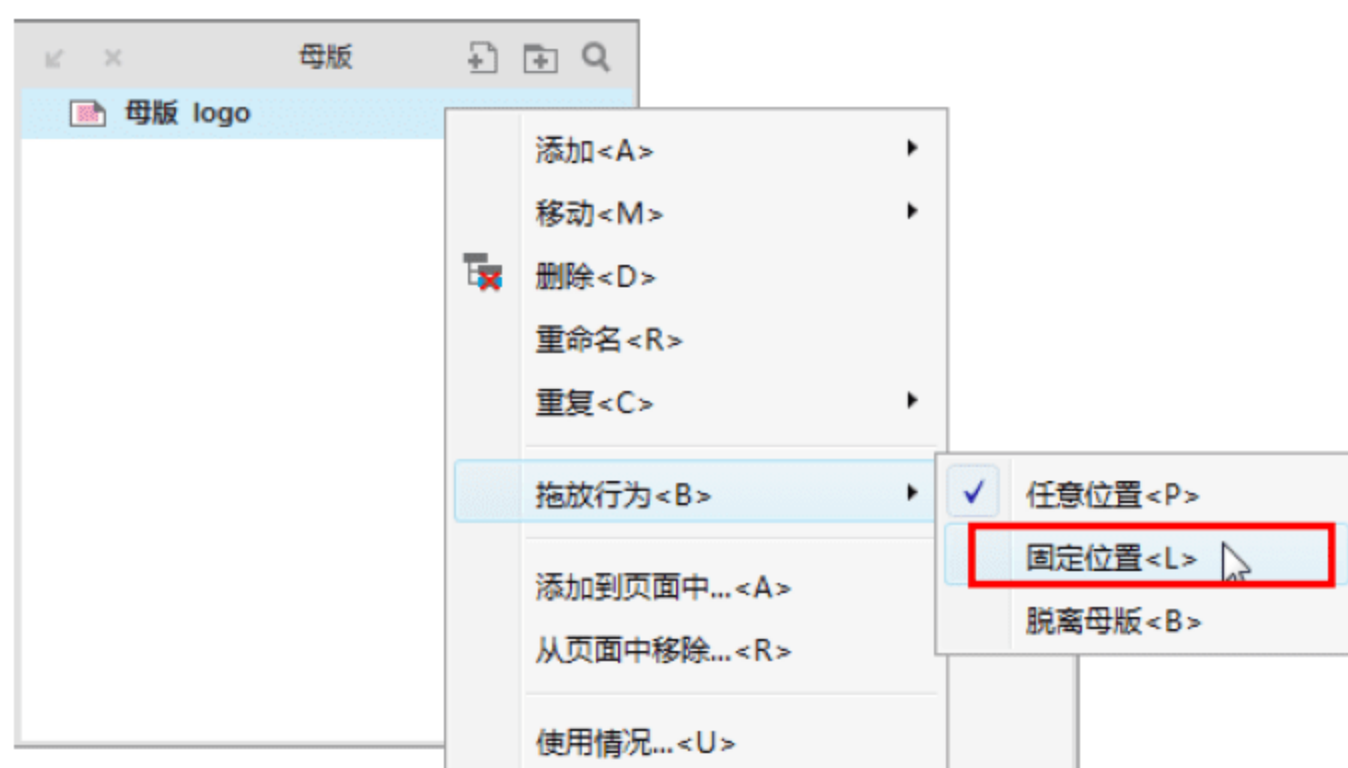 母版
母版 logo
添加<A>
移动<M>
删除<D>
重命名<R>
重复<C>
拖放行为<B>
任意位置<P>
固定位置<L>
脱离母版<B>
添加到页面中...<A>
从页面中移除...<R>
使用情况...<U>